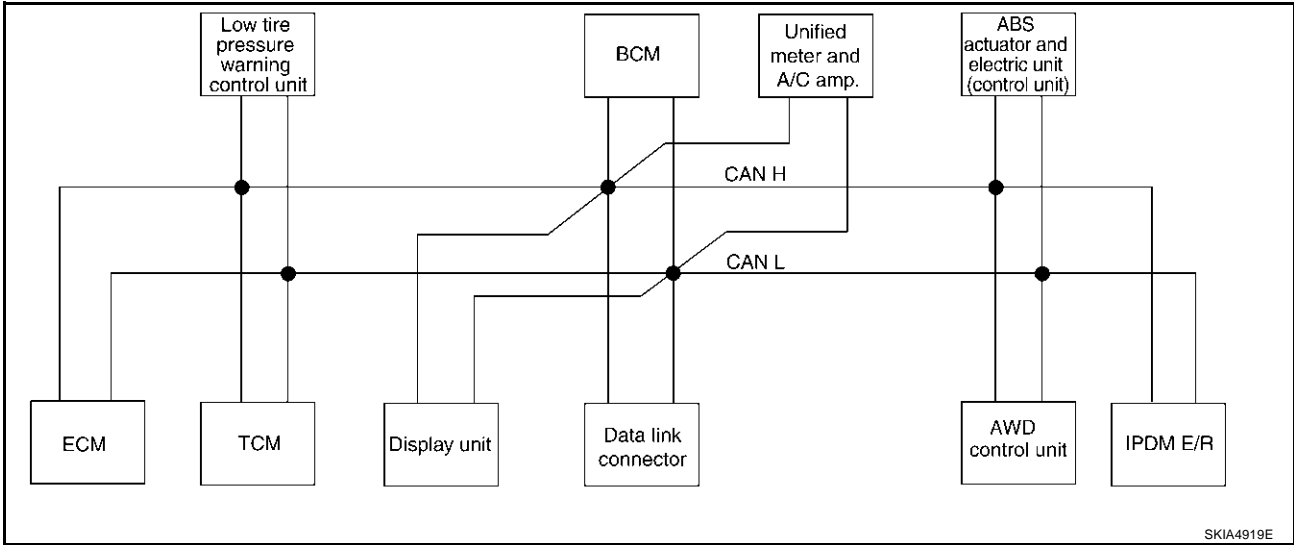 Low tire
pressure
warning
control unit
BCM
Unified
meter and
A/C amp.
ABS
actuator and
electric unit
(control unit)
CAN H
CAN L
ECM
TCM
Display unit
Data link
connector
AWD
control unit
IPDM E/R
SKIA4919E